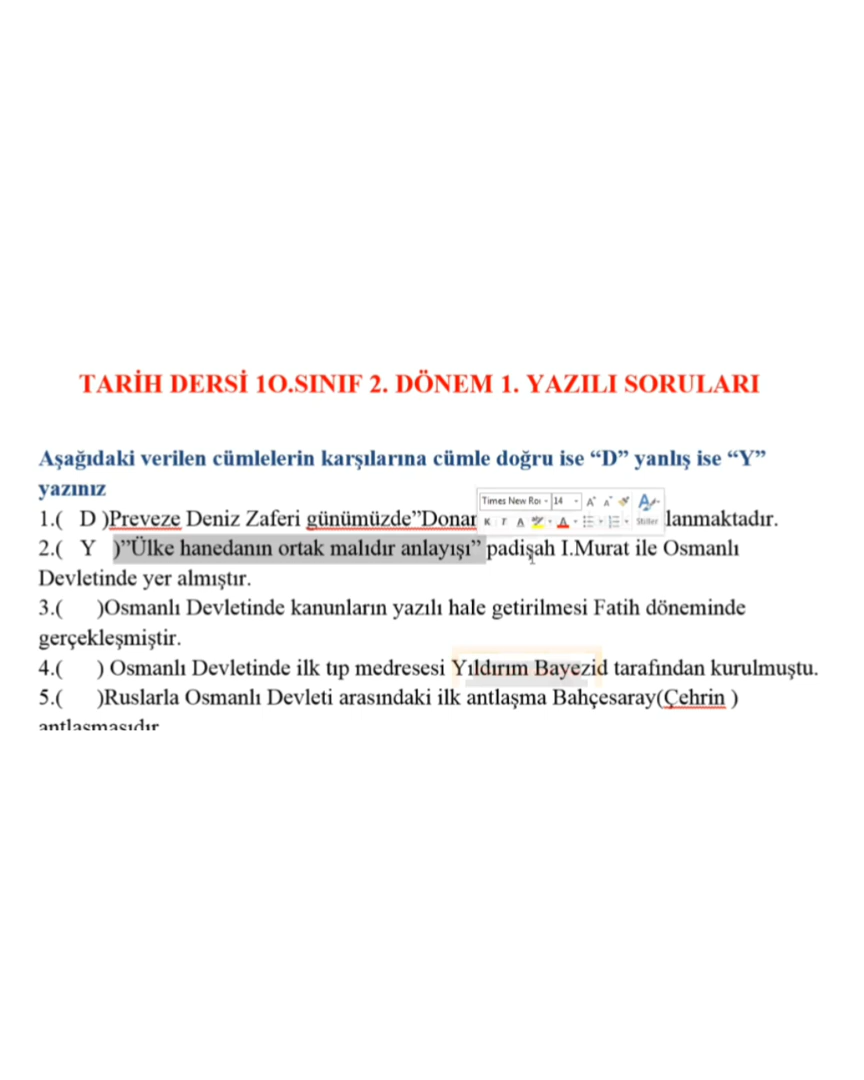 TARİH DERSİ 1O.SINIF 2. DÖNEM 1. YAZILI SORULARI
Aşağıdaki verilen cümlelerin karşılarına cümle doğru ise “D” yanlış ise “Y”
yazınız
Times New Ro 14
1.( D )Preveze Deniz Zaferi günümüzde”Donan lanmaktadır.
K T A Stiller
2.( Y )”Ülke hanedanın ortak malıdır anlayışı” padişah I.Murat ile Osmanlı
Devletinde yer almıştır.
3.( )Osmanlı Devletinde kanunların yazılı hale getirilmesi Fatih döneminde
gerçekleşmiştir.
4.( ) Osmanlı Devletinde ilk tıp medresesi Yıldırım Bayezid tarafından kurulmuştu.
5.( )Ruslarla Osmanlı Devleti arasındaki ilk antlaşma Bahçesaray(Çehrin )
antlaşmasıdır